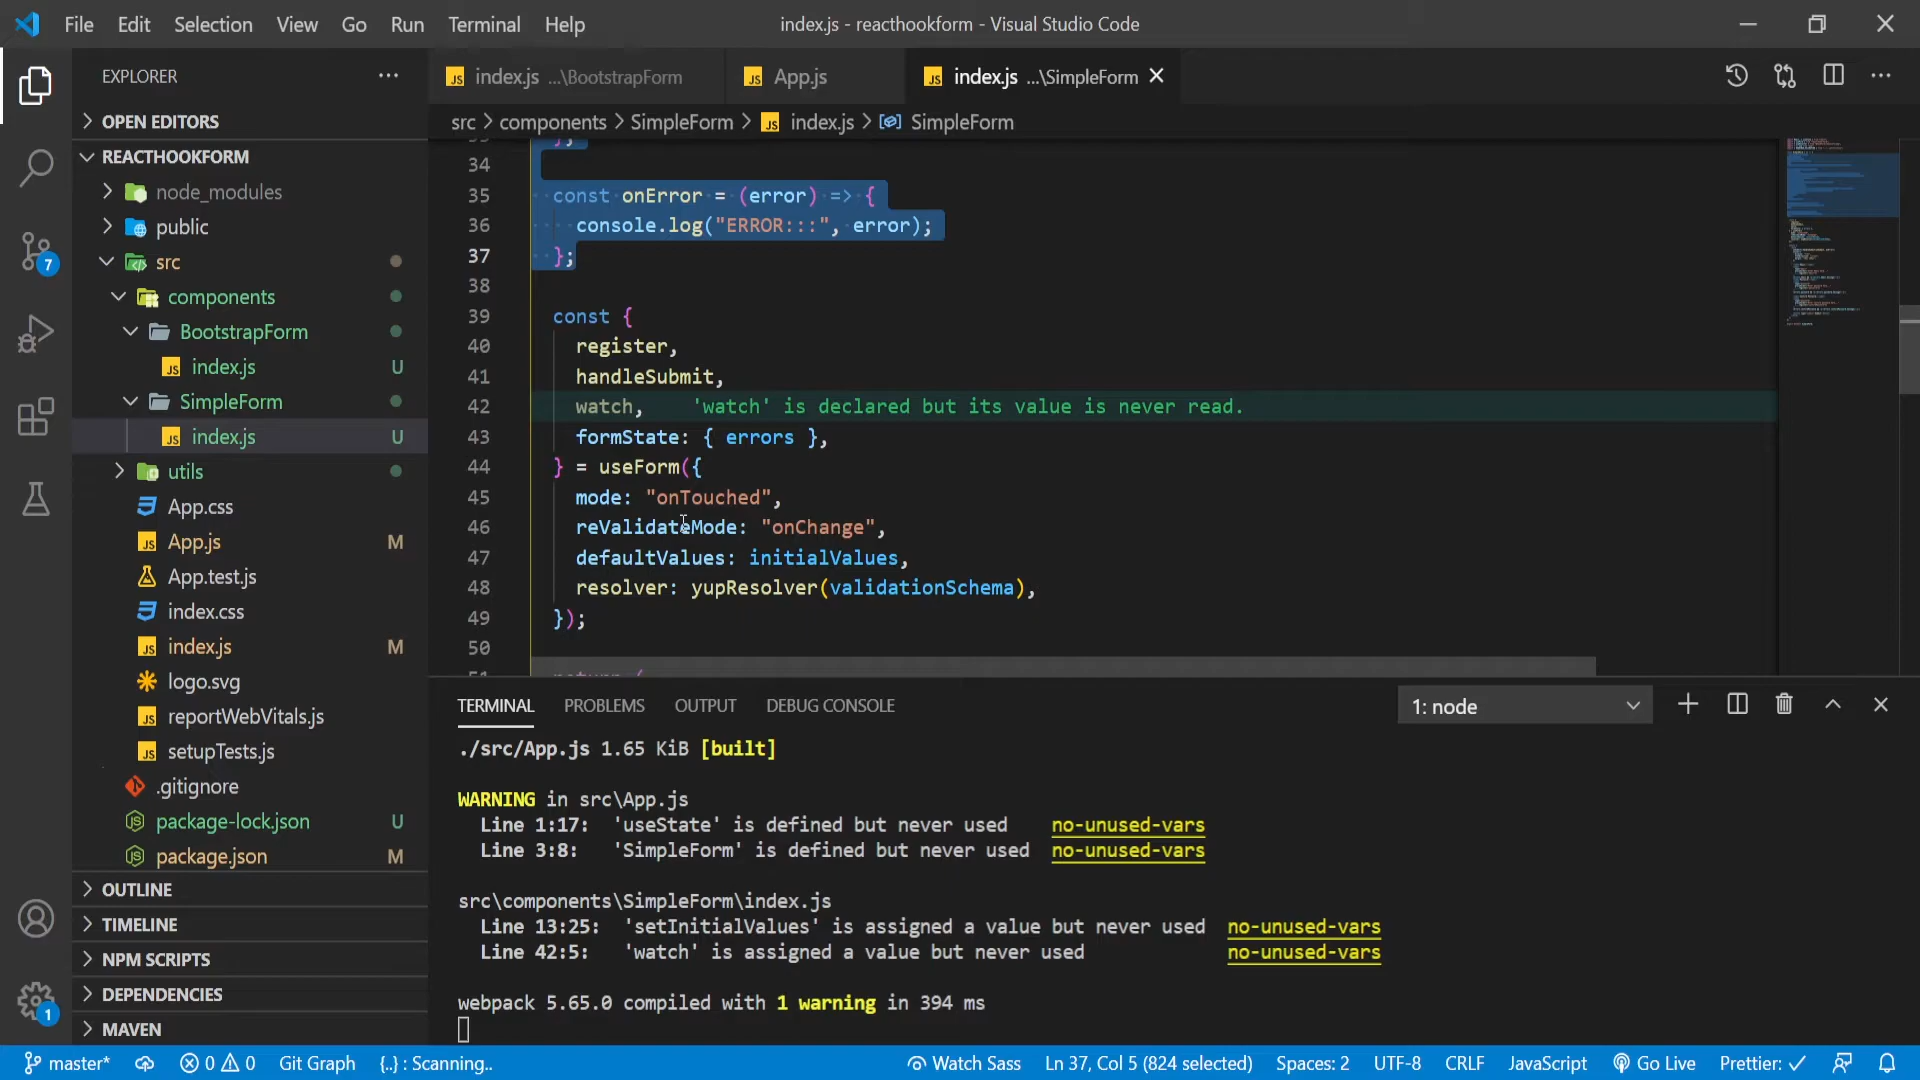 File Edit Selection View Go Run Terminal Help
index.js - reacthookform - Visual Studio Code
EXPLORER
OPEN EDITORS
REACTHOOKFORM
node_modules
public
src
components
BootstrapForm
index.js U
SimpleForm
index.js U
utils
App.css
App.js M
App.test.js
index.css
index.js M
logo.svg
reportWebVitals.js
setupTests.js
.gitignore
package-lock.json U
package.json M
OUTLINE
TIMELINE
NPM SCRIPTS
DEPENDENCIES
MAVEN
7
1
JS index.js ...\BootstrapForm
JS App.js
JS index.js ...\SimpleForm
src > components > SimpleForm > JS index.js > SimpleForm
34
35 const onError = (error) => {
36 console.log("ERROR:::", error);
37 };
38
39 const {
40 register,
41 handleSubmit,
42 watch, 'watch' is declared but its value is never read.
43 formState: { errors },
44 } = useForm({
45 mode: "onTouched",
46 reValidateMode: "onChange",
47 defaultValues: initialValues,
48 resolver: yupResolver(validationSchema),
49 });
50
TERMINAL PROBLEMS OUTPUT DEBUG CONSOLE
1: node
./src/App.js 1.65 KiB [built]
WARNING in src\App.js
Line 1:17: 'useState' is defined but never used no-unused-vars
Line 3:8: 'SimpleForm' is defined but never used no-unused-vars
src\components\SimpleForm\index.js
Line 13:25: 'setInitialValues' is assigned a value but never used no-unused-vars
Line 42:5: 'watch' is assigned a value but never used no-unused-vars
webpack 5.65.0 compiled with 1 warning in 394 ms
master* 0 0 Git Graph {..} : Scanning.. Watch Sass Ln 37, Col 5 (824 selected) Spaces: 2 UTF-8 CRLF JavaScript Go Live Prettier: ✓